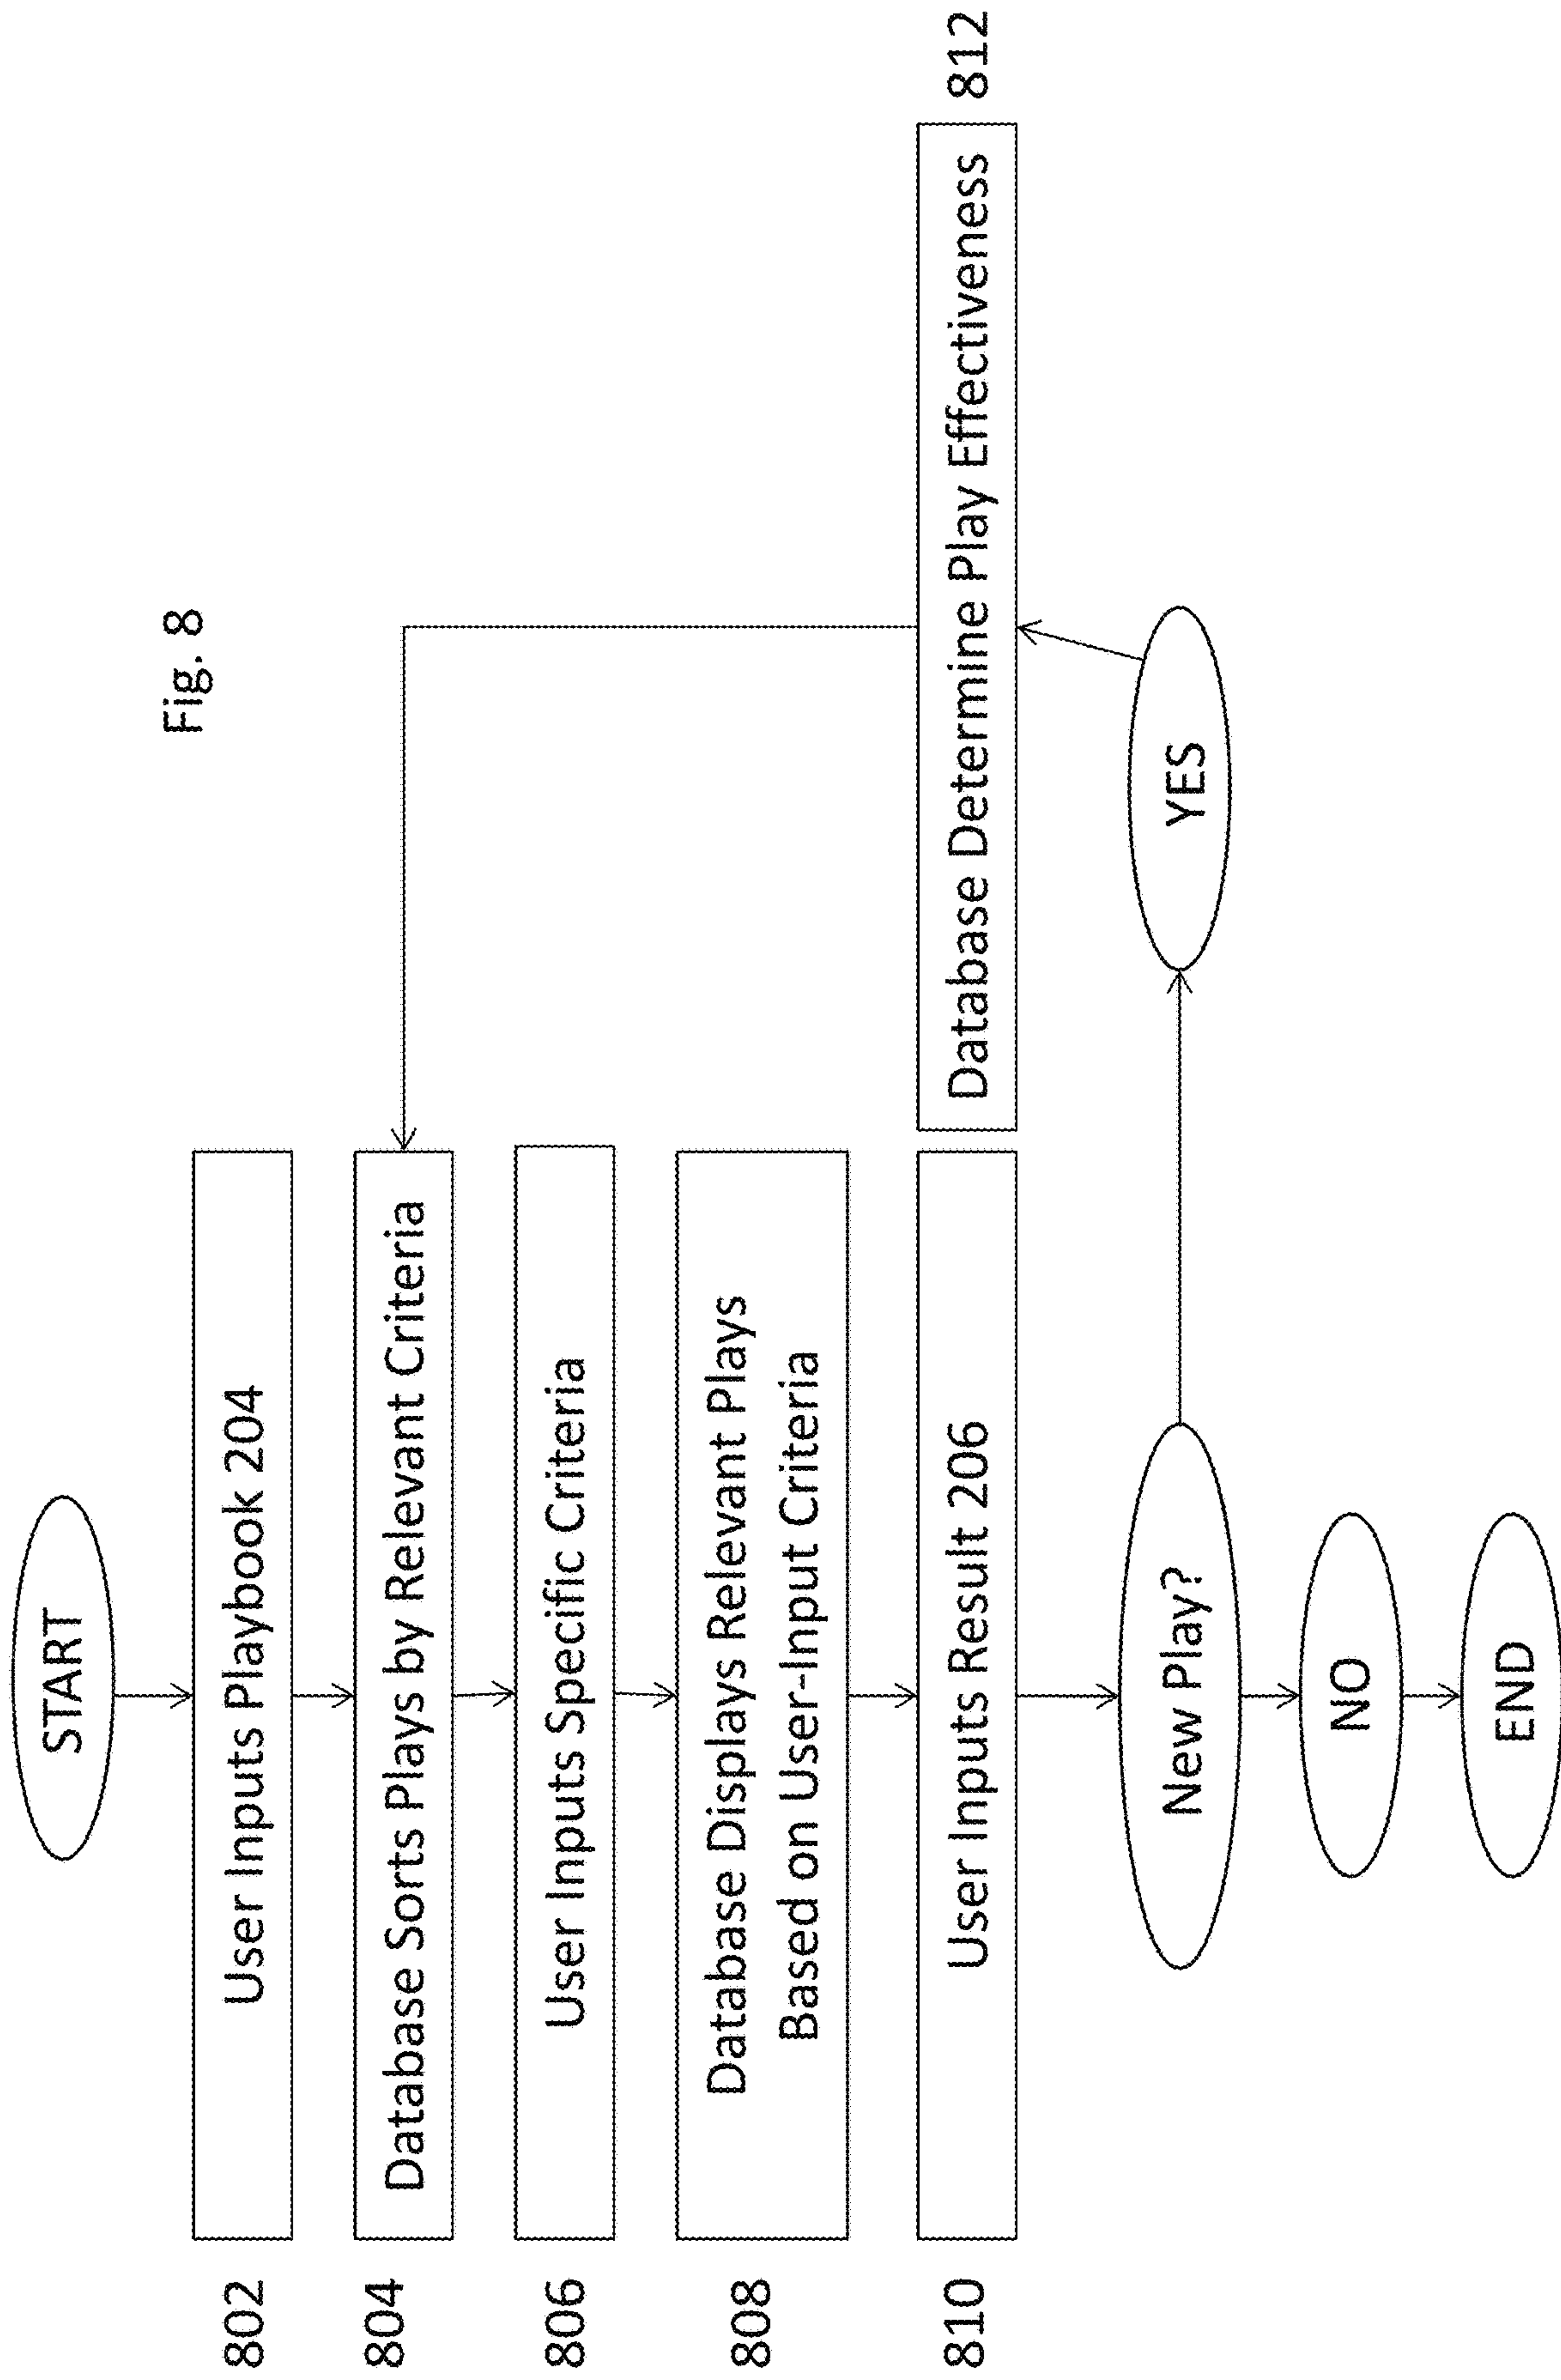 Fig. 8
START
802
User Inputs Playbook 204
804
Database Sorts Plays by Relevant Criteria
806
User Inputs Specific Criteria
808
Database Displays Relevant Plays
Based on User-Input Criteria
810
User Inputs Result 206
Database Determine Play Effectiveness
812
New Play?
YES
NO
END